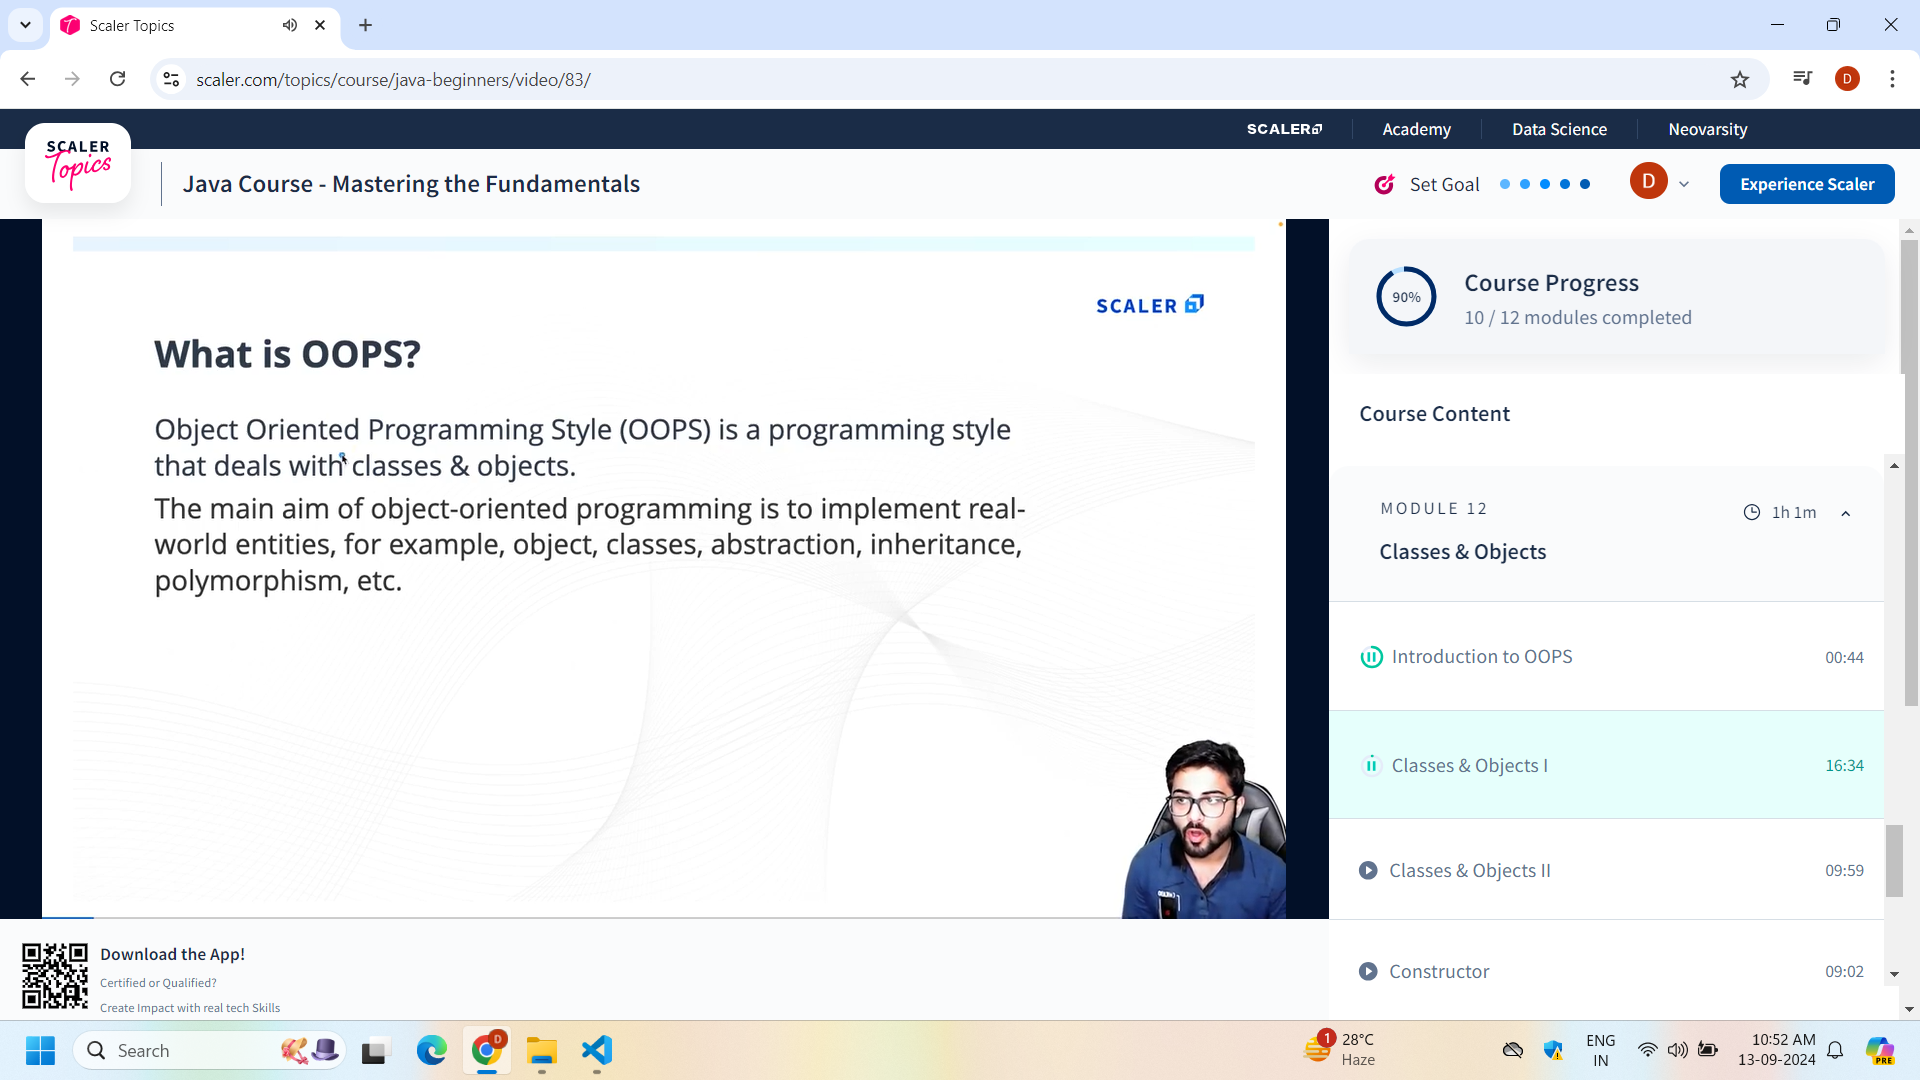 Scaler Topics
scaler.com/topics/course/java-beginners/video/83/
D
SCALER
Academy
Data Science
Neovarsity
SCALER
Topics
Java Course - Mastering the Fundamentals
Set Goal
D
Experience Scaler
SCALER
What is OOPS?
Object Oriented Programming Style (OOPS) is a programming style
that deals with classes & objects.
The main aim of object-oriented programming is to implement real-
world entities, for example, object, classes, abstraction, inheritance,
polymorphism, etc.
90%
Course Progress
10 / 12 modules completed
Course Content
MODULE 12
1h 1m
Classes & Objects
Introduction to OOPS
00:44
Classes & Objects I
16:34
Classes & Objects II
09:59
Constructor
09:02
Download the App!
Certified or Qualified?
Create Impact with real tech Skills
Search
D
1
28°C
Haze
ENG
IN
10:52 AM
13-09-2024
PRE